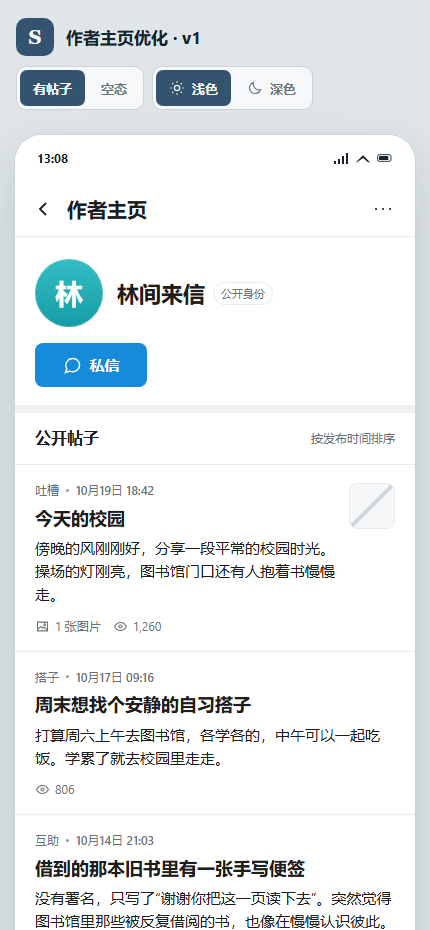 S 作者主页优化 · v1
有帖子 空态 浅色 深色
13:08
作者主页 ···
林 林间来信 公开身份
私信
公开帖子 按发布时间排序
吐槽 • 10月19日 18:42
今天的校园
傍晚的风刚刚好，分享一段平常的校园时光。
操场的灯刚亮，图书馆门口还有人抱着书慢慢
走。
1 张图片 1,260
搭子 • 10月17日 09:16
周末想找个安静的自习搭子
打算周六上午去图书馆，各学各的，中午可以一起吃
饭。学累了就去校园里走走。
806
互助 • 10月14日 21:03
借到的那本旧书里有一张手写便签
没有署名，只写了“谢谢你把这一页读下去”。突然觉得
图书馆里那些被反复借阅的书，也像在慢慢认识彼此。